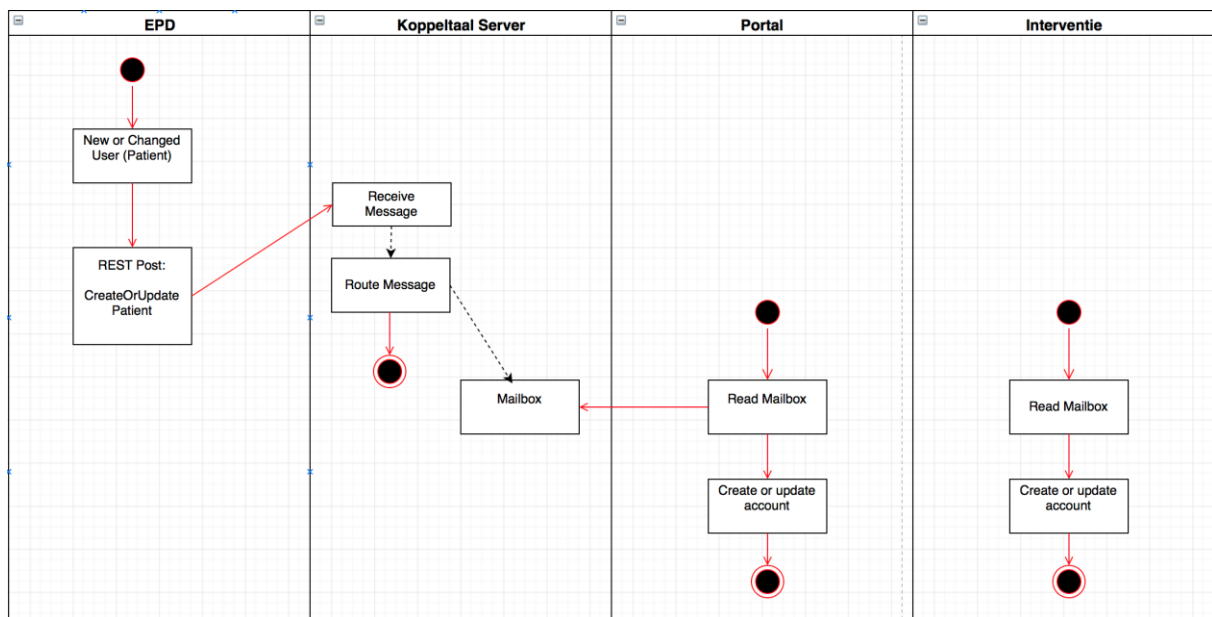 EPD
Koppeltaal Server
Portal
Interventie
New or Changed
User (Patient)
REST Post:
CreateOrUpdate
Patient
Receive
Message
Route Message
Mailbox
Read Mailbox
Create or update
account
Read Mailbox
Create or update
account